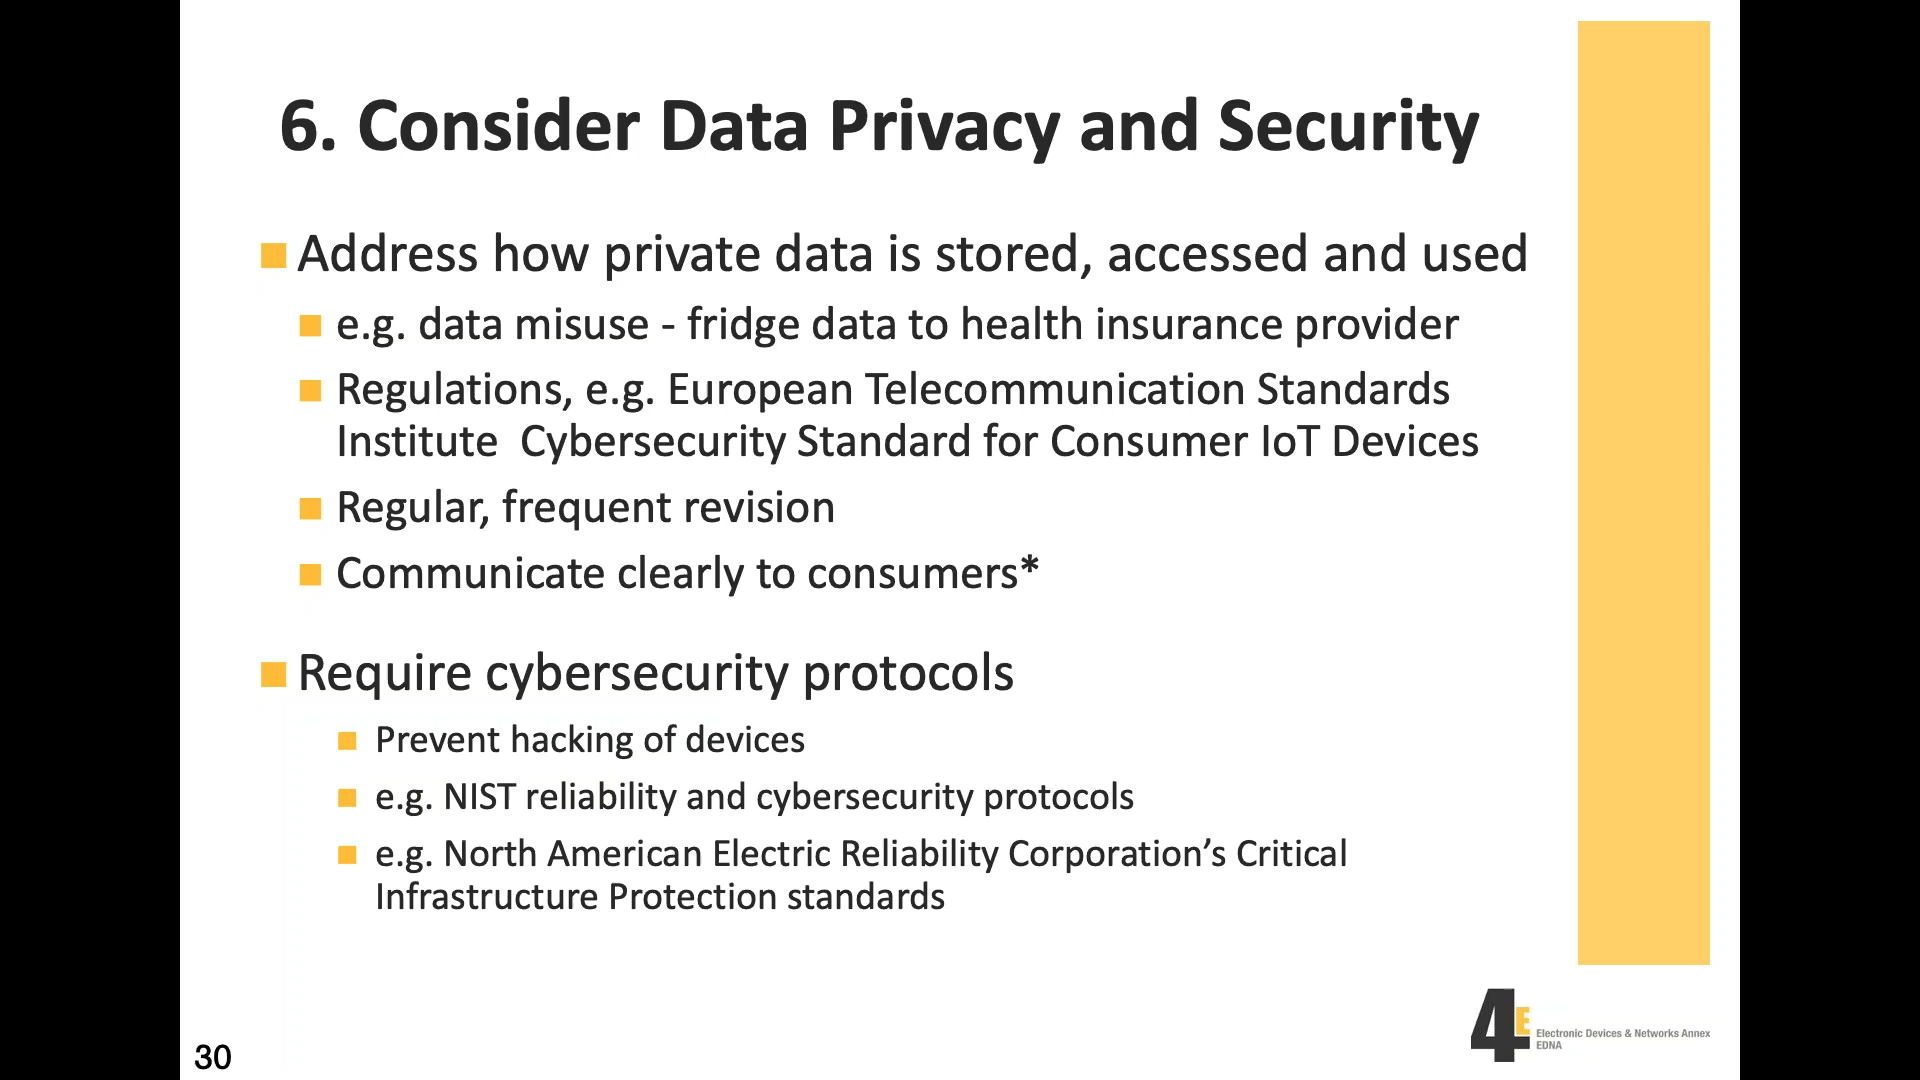 6. Consider Data Privacy and Security
Address how private data is stored, accessed and used
e.g. data misuse - fridge data to health insurance provider
Regulations, e.g. European Telecommunication Standards
Institute  Cybersecurity Standard for Consumer IoT Devices
Regular, frequent revision
Communicate clearly to consumers*
Require cybersecurity protocols
Prevent hacking of devices
e.g. NIST reliability and cybersecurity protocols
e.g. North American Electric Reliability Corporation’s Critical
Infrastructure Protection standards
4E
Electronic Devices & Networks Annex
EDNA
30